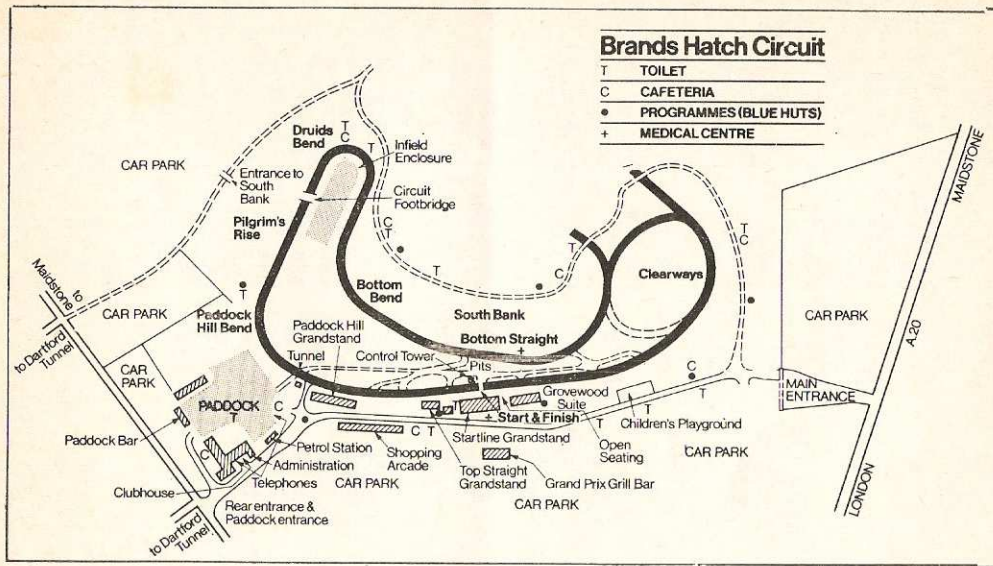 Brands Hatch Circuit
T TOILET
C CAFETERIA
● PROGRAMMES (BLUE HUTS)
+ MEDICAL CENTRE
Druids
Bend
T
C
T
Infield
Enclosure
CAR PARK
Entrance to
South
Bank
Circuit
Footbridge
Pilgrim's
Rise
C
T
T
T
C
T
C
Clearways
MAIDSTONE
A.20
LONDON
Maidstone
to
to Dartford
Tunnel
T
Paddock
Hill Bend
Bottom
Bend
South Bank
Bottom Straight
+
CAR PARK
CAR PARK
CAR
PARK
Paddock Hill
Grandstand
Tunnel
Control Tower
Pits
Grovewood
Suite
C
MAIN
ENTRANCE
PADDOCK
T
C
T
Paddock Bar
C
Petrol Station
Administration
Telephones
Clubhouse
Rear entrance &
Paddock entrance
to Dartford
Tunnel
C T
T
Shopping
Arcade
CAR PARK
+ Start & Finish
Startline Grandstand
Top Straight
Grandstand
Grand Prix Grill Bar
CAR PARK
T
Open
Seating
T
Children's Playground
T
CAR PARK